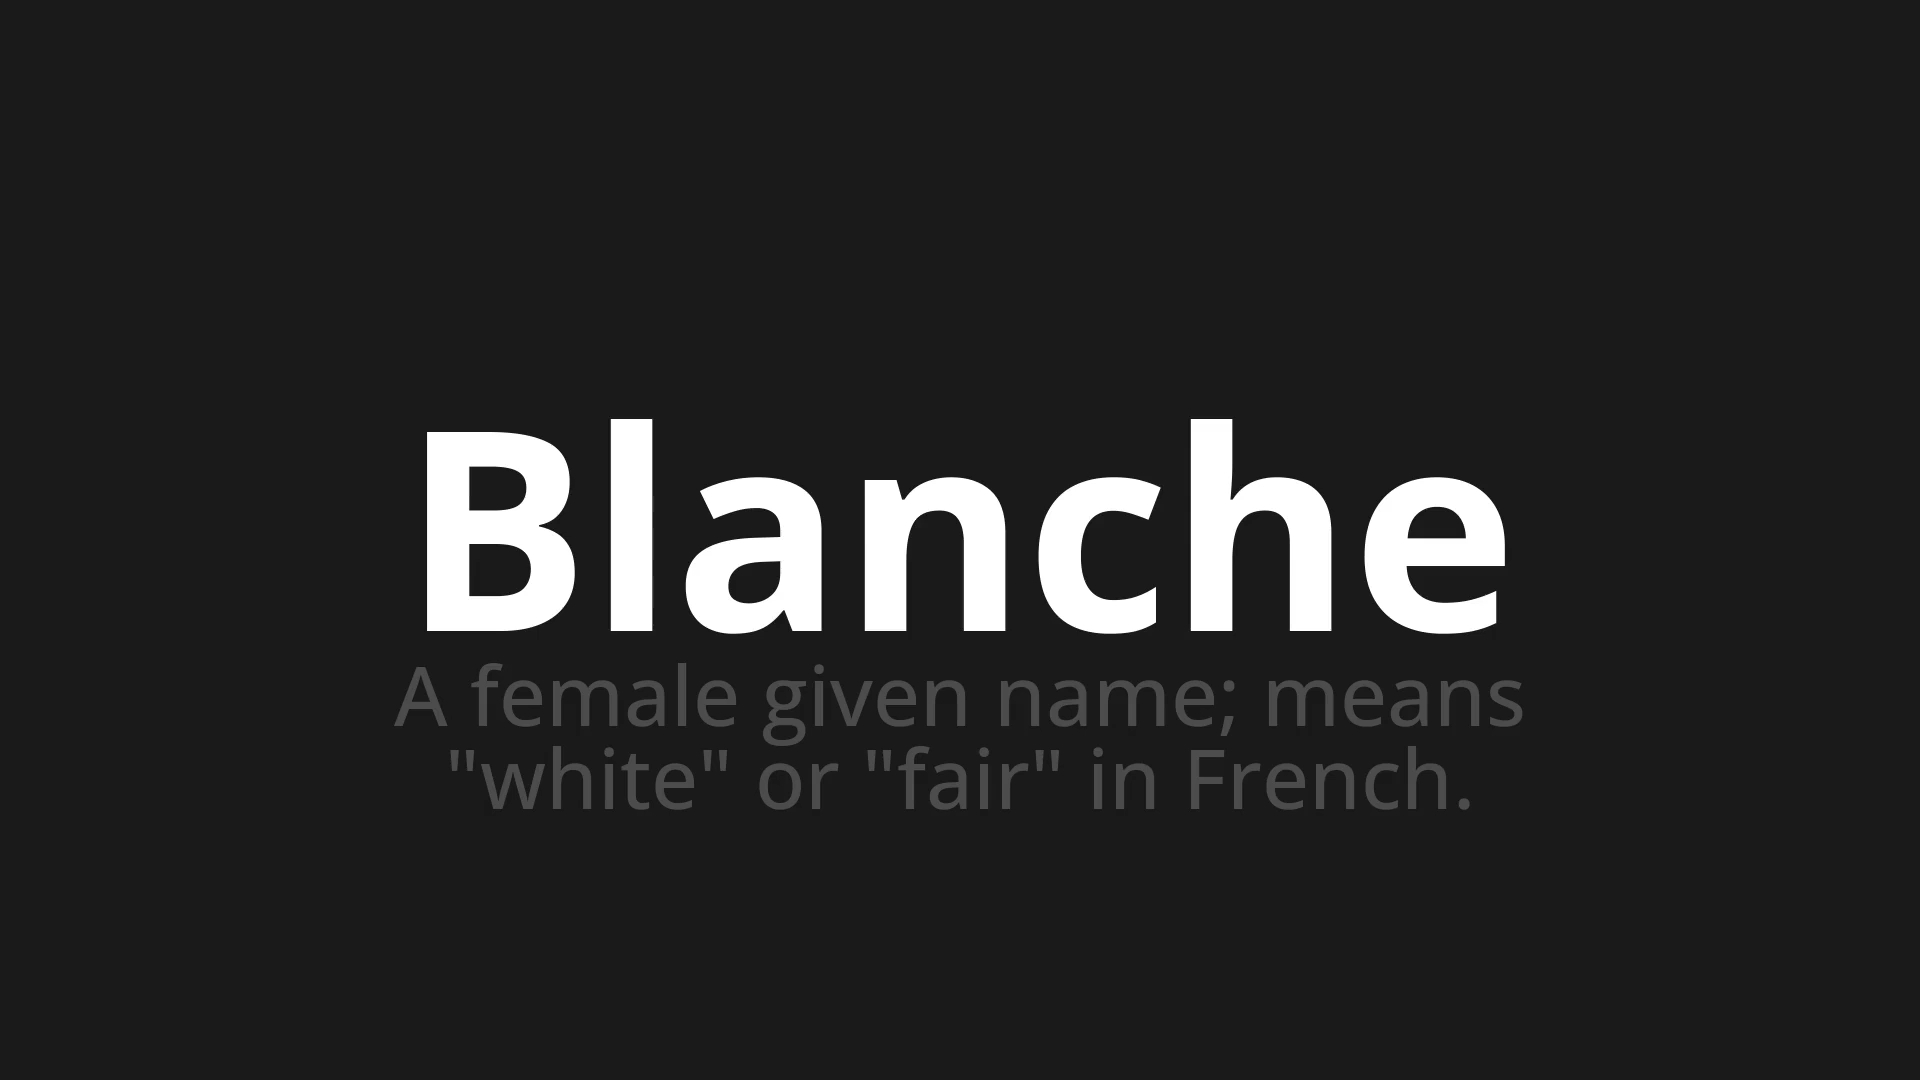 Blanche
A female given name; means
"white" or "fair" in French.